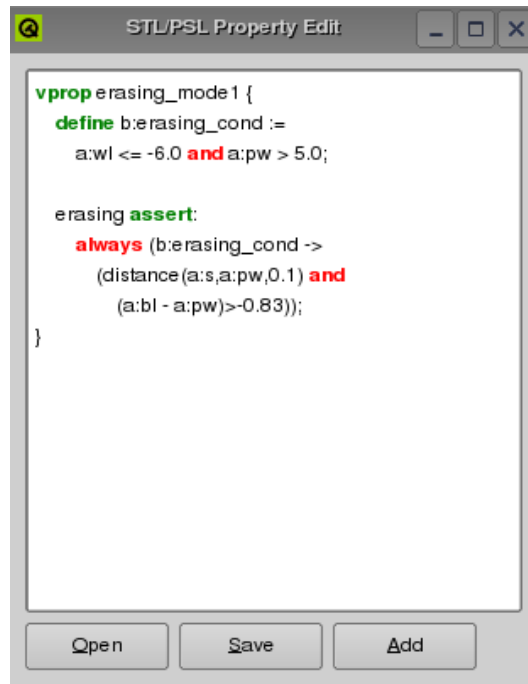 STL/PSL Property Edit
vprop erasing_mode1 {
define b:erasing_cond :=
a:wl <= -6.0 and a:pw > 5.0;
erasing assert:
always (b:erasing_cond ->
(distance(a:s,a:pw,0.1) and
(a:bl - a:pw)>-0.83));
}
Open Save Add